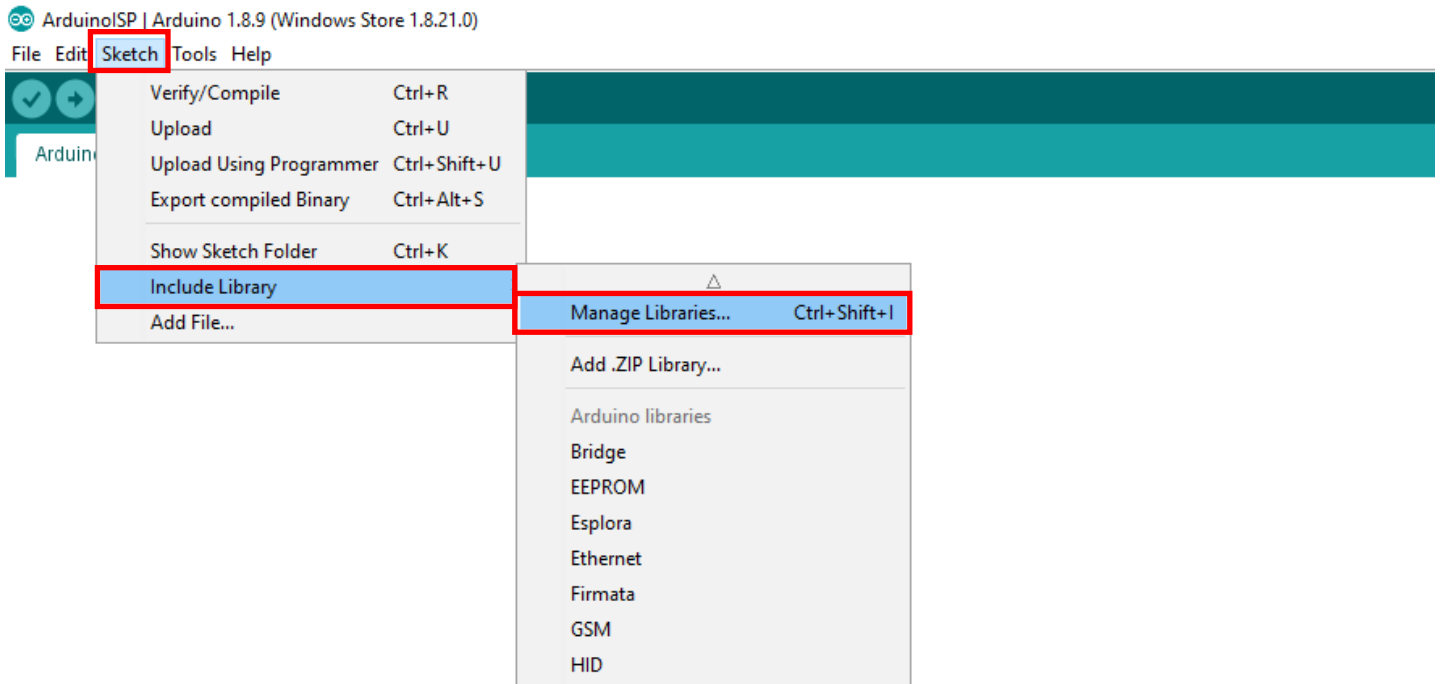 ArduinoISP | Arduino 1.8.9 (Windows Store 1.8.21.0)
File Edit Sketch Tools Help
Verify/Compile Ctrl+R
Upload Ctrl+U
Upload Using Programmer Ctrl+Shift+U
Export compiled Binary Ctrl+Alt+S
Show Sketch Folder Ctrl+K
Include Library
Add File...
Manage Libraries... Ctrl+Shift+I
Add .ZIP Library...
Arduino libraries
Bridge
EEPROM
Esplora
Ethernet
Firmata
GSM
HID